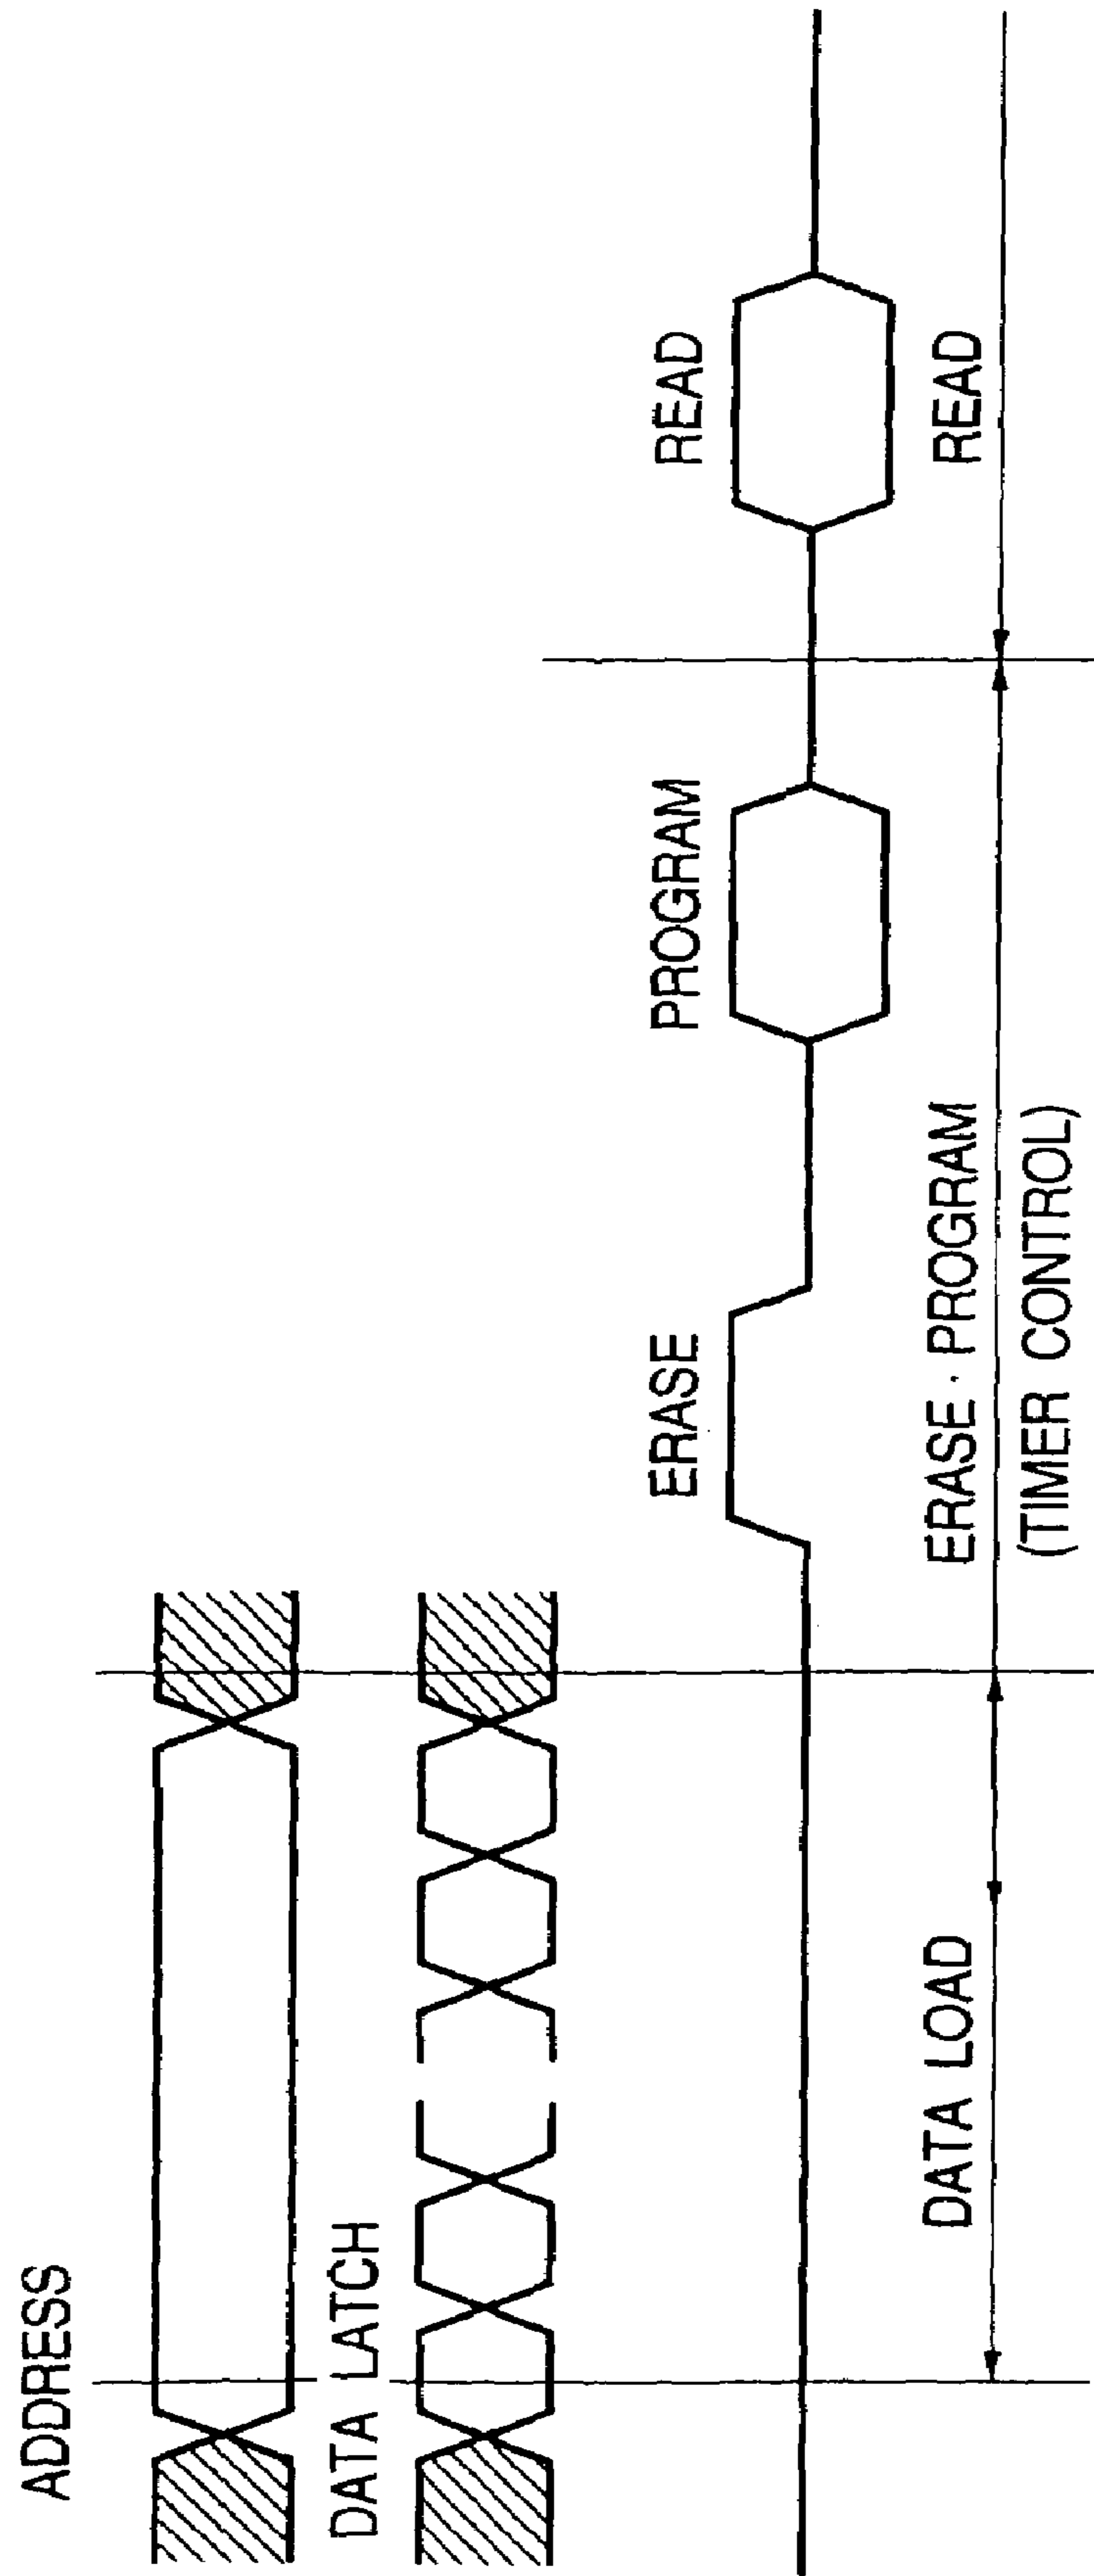 ADDRESS
DATA LATCH
ERASE
PROGRAM
READ
DATA LOAD
ERASE · PROGRAM
(TIMER CONTROL)
READ